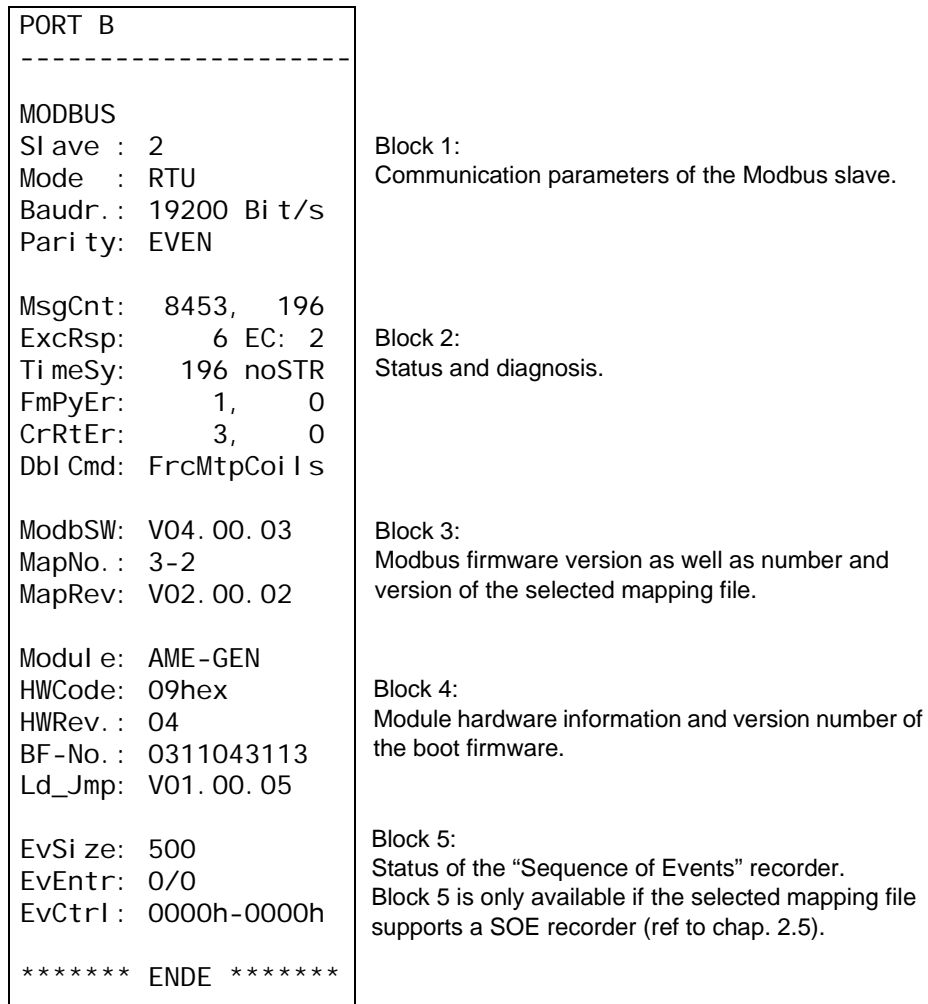 PORT B
---------------------
MODBUS
Slave : 2
Mode  : RTU
Baudr.: 19200 Bit/s
Parity: EVEN
Block 1:
Communication parameters of the Modbus slave.
MsgCnt:  8453,  196
ExcRsp:     6 EC: 2
TimeSy:   196 noSTR
FmPyEr:     1,    0
CrRtEr:     3,    0
DblCmd: FrcMtpCoils
Block 2:
Status and diagnosis.
ModbSW: V04.00.03
MapNo.: 3-2
MapRev: V02.00.02
Block 3:
Modbus firmware version as well as number and
version of the selected mapping file.
Module: AME-GEN
HWCode: 09hex
HWRev.: 04
BF-No.: 0311043113
Ld_Jmp: V01.00.05
Block 4:
Module hardware information and version number of
the boot firmware.
EvSize: 500
EvEntr: 0/0
EvCtrl: 0000h-0000h
Block 5:
Status of the “Sequence of Events” recorder.
Block 5 is only available if the selected mapping file
supports a SOE recorder (ref to chap. 2.5).
******* ENDE *******